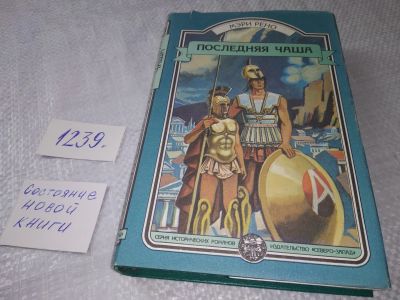 МЭРИ РЕНО
ПОСЛЕДНЯЯ ЧАША
СЕРИЯ ИСТОРИЧЕСКИХ РОМАНОВ
ИЗДАТЕЛЬСТВО «СЕВЕРО-ЗАПАД»
1239.
Состояние
новой
книги